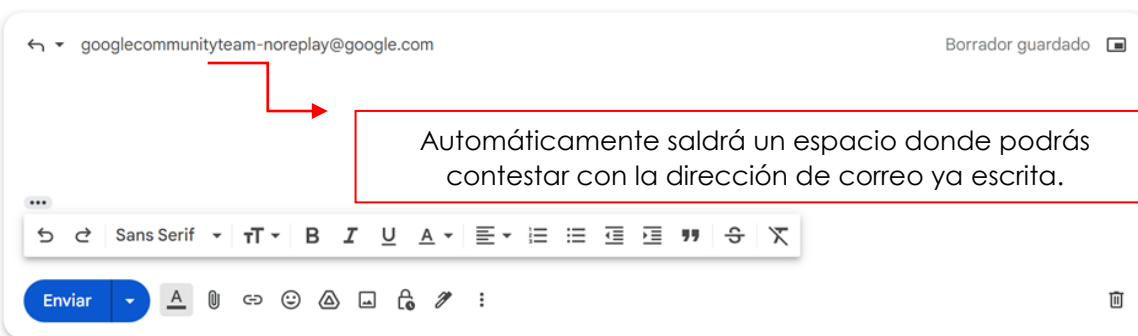 googlecommunityteam-noreplay@google.com Borrador guardado
Automáticamente saldrá un espacio donde podrás
contestar con la dirección de correo ya escrita.
Sans Serif TT B I U A S
Enviar A